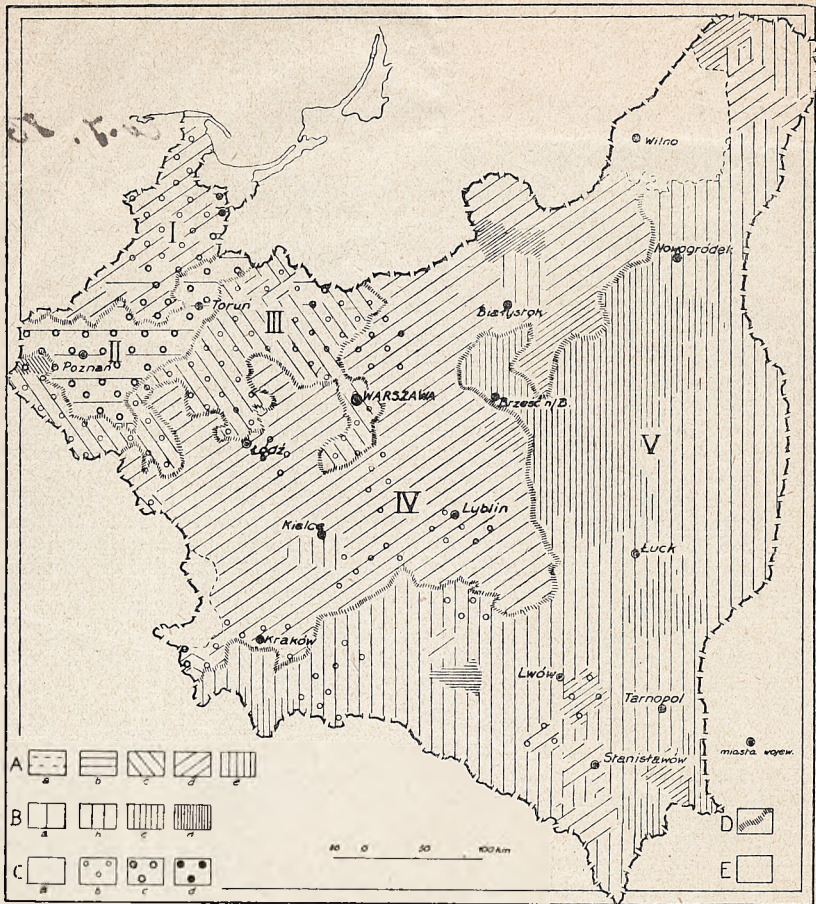 Wilno
I
Nowogródek
Toruń
III
Białystok
II
Poznań
WARSZAWA
Brześć n/B.
V
Łódź
IV
Lublin
Kielce
Łuck
Kraków
Lwów
Tarnopol
miasta wojew.
Stanisławów
A a b c d e
B a h c d
C a b c d
50 0 50 100 km
D
E